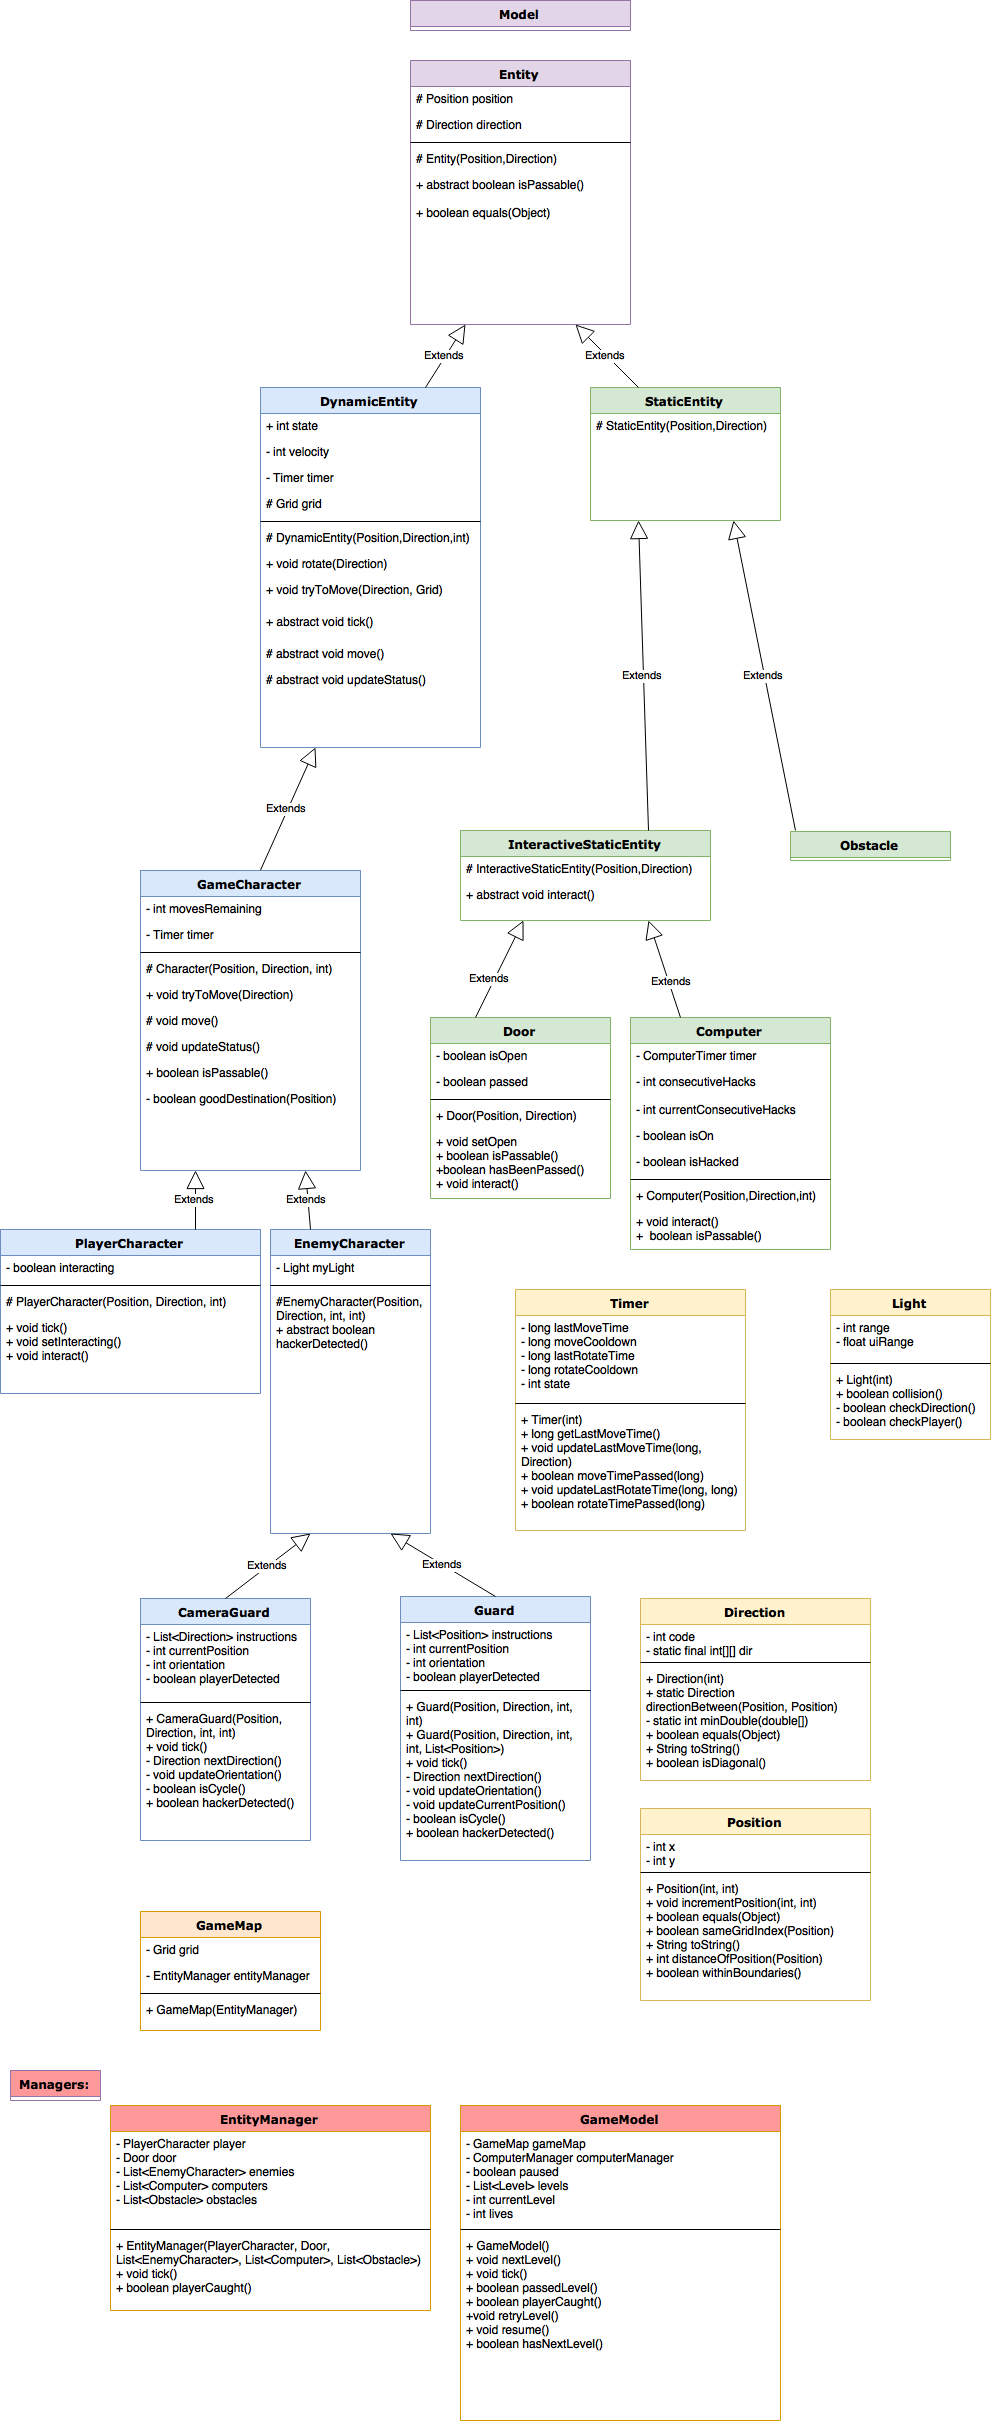 Model
Entity
# Position position
# Direction direction
# Entity(Position,Direction)
+ abstract boolean isPassable()
+ boolean equals(Object)
Extends
Extends
DynamicEntity
+ int state
- int velocity
- Timer timer
# Grid grid
# DynamicEntity(Position,Direction,int)
+ void rotate(Direction)
+ void tryToMove(Direction, Grid)
+ abstract void tick()
# abstract void move()
# abstract void updateStatus()
StaticEntity
# StaticEntity(Position,Direction)
Extends
Extends
Extends
InteractiveStaticEntity
# InteractiveStaticEntity(Position,Direction)
+ abstract void interact()
Obstacle
GameCharacter
- int movesRemaining
- Timer timer
# Character(Position, Direction, int)
+ void tryToMove(Direction)
# void move()
# void updateStatus()
+ boolean isPassable()
- boolean goodDestination(Position)
Extends
Extends
Door
- boolean isOpen
- boolean passed
+ Door(Position, Direction)
+ void setOpen
+ boolean isPassable()
+boolean hasBeenPassed()
+ void interact()
Computer
- ComputerTimer timer
- int consecutiveHacks
- int currentConsecutiveHacks
- boolean isOn
- boolean isHacked
+ Computer(Position,Direction,int)
+ void interact()
+  boolean isPassable()
Extends
Extends
PlayerCharacter
- boolean interacting
# PlayerCharacter(Position, Direction, int)
+ void tick()
+ void setInteracting()
+ void interact()
EnemyCharacter
- Light myLight
#EnemyCharacter(Position,
Direction, int, int)
+ abstract boolean
hackerDetected()
Timer
- long lastMoveTime
- long moveCooldown
- long lastRotateTime
- long rotateCooldown
- int state
+ Timer(int)
+ long getLastMoveTime()
+ void updateLastMoveTime(long,
Direction)
+ boolean moveTimePassed(long)
+ void updateLastRotateTime(long, long)
+ boolean rotateTimePassed(long)
Light
- int range
- float uiRange
+ Light(int)
+ boolean collision()
- boolean checkDirection()
- boolean checkPlayer()
Extends
Extends
CameraGuard
- List<Direction> instructions
- int currentPosition
- int orientation
- boolean playerDetected
+ CameraGuard(Position,
Direction, int, int)
+ void tick()
- Direction nextDirection()
- void updateOrientation()
- boolean isCycle()
+ boolean hackerDetected()
Guard
- List<Position> instructions
- int currentPosition
- int orientation
- boolean playerDetected
+ Guard(Position, Direction, int,
int)
+ Guard(Position, Direction, int,
int, List<Position>)
+ void tick()
- Direction nextDirection()
- void updateOrientation()
- void updateCurrentPosition()
- boolean isCycle()
+ boolean hackerDetected()
Direction
- int code
- static final int[][] dir
+ Direction(int)
+ static Direction
directionBetween(Position, Position)
- static int minDouble(double[])
+ boolean equals(Object)
+ String toString()
+ boolean isDiagonal()
Position
- int x
- int y
+ Position(int, int)
+ void incrementPosition(int, int)
+ boolean equals(Object)
+ boolean sameGridIndex(Position)
+ String toString()
+ int distanceOfPosition(Position)
+ boolean withinBoundaries()
GameMap
- Grid grid
- EntityManager entityManager
+ GameMap(EntityManager)
Managers:
EntityManager
- PlayerCharacter player
- Door door
- List<EnemyCharacter> enemies
- List<Computer> computers
- List<Obstacle> obstacles
+ EntityManager(PlayerCharacter, Door,
List<EnemyCharacter>, List<Computer>, List<Obstacle>)
+ void tick()
+ boolean playerCaught()
GameModel
- GameMap gameMap
- ComputerManager computerManager
- boolean paused
- List<Level> levels
- int currentLevel
- int lives
+ GameModel()
+ void nextLevel()
+ void tick()
+ boolean passedLevel()
+ boolean playerCaught()
+void retryLevel()
+ void resume()
+ boolean hasNextLevel()